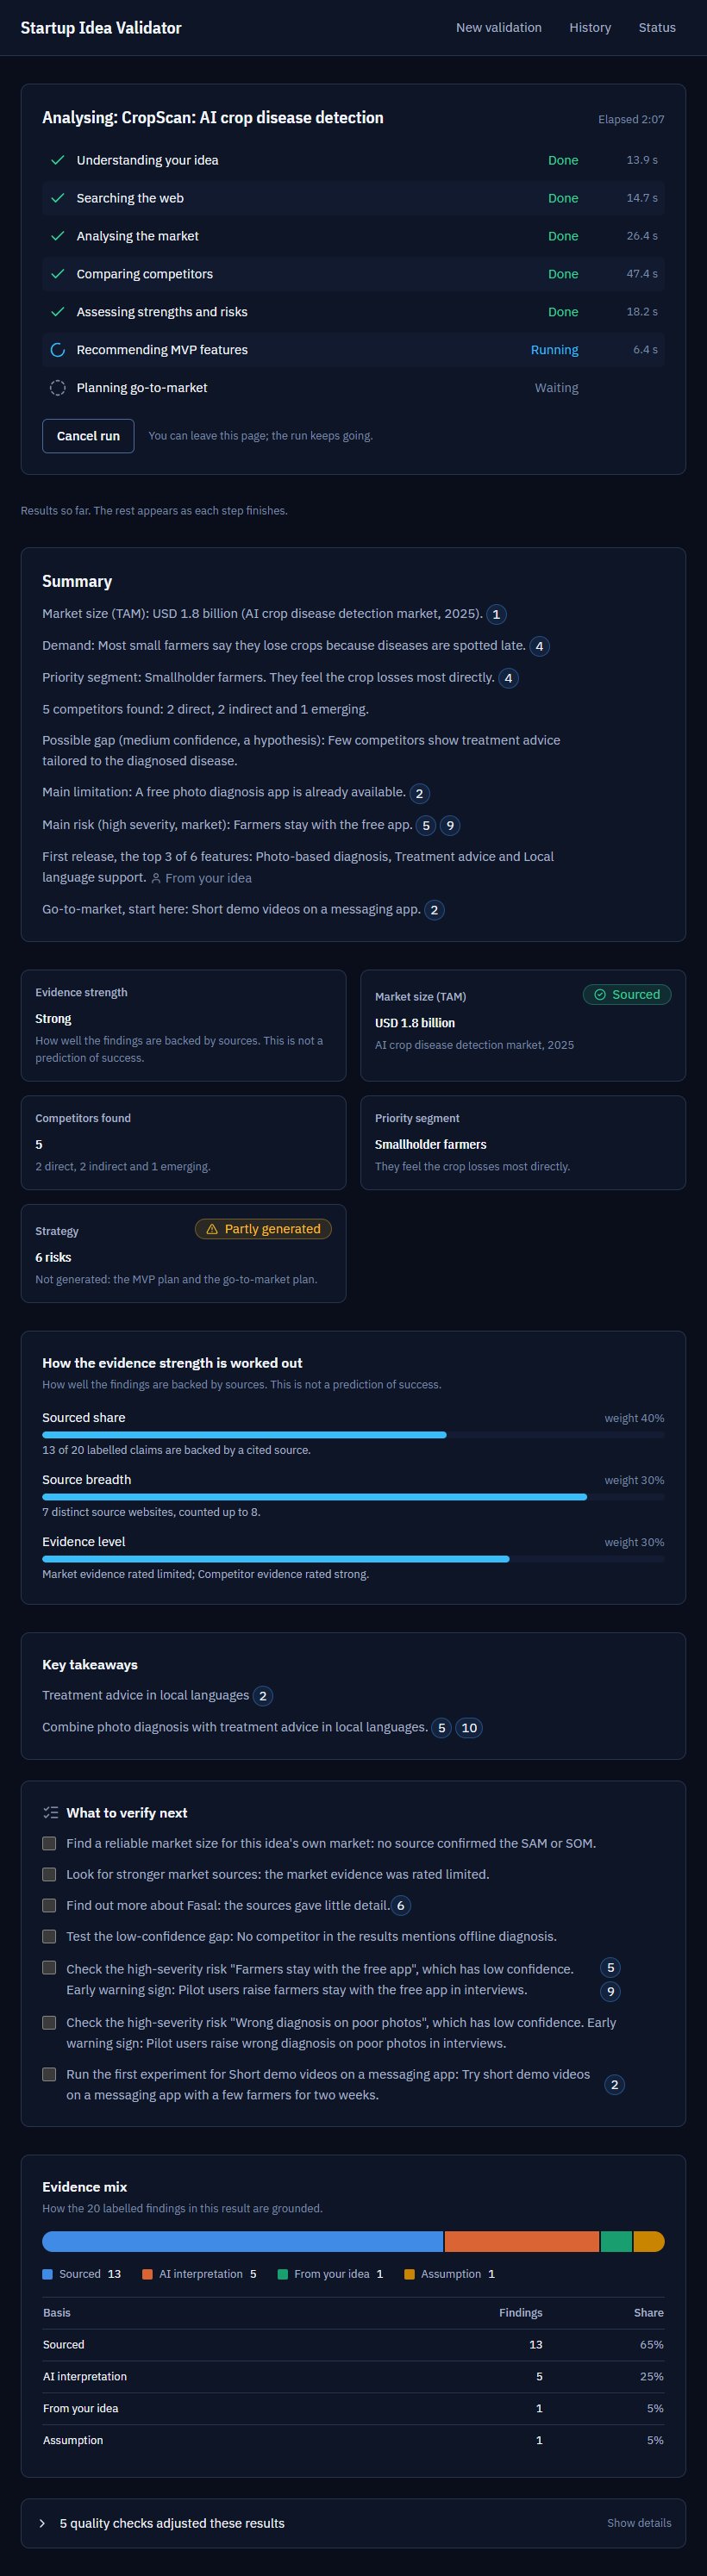 Startup Idea Validator
New validation
History
Status
Analysing: CropScan: AI crop disease detection
Elapsed 2:07
Understanding your idea Done 13.9 s
Searching the web Done 14.7 s
Analysing the market Done 26.4 s
Comparing competitors Done 47.4 s
Assessing strengths and risks Done 18.2 s
Recommending MVP features Running 6.4 s
Planning go-to-market Waiting
Cancel run You can leave this page; the run keeps going.
Results so far. The rest appears as each step finishes.
Summary
Market size (TAM): USD 1.8 billion (AI crop disease detection market, 2025). 1
Demand: Most small farmers say they lose crops because diseases are spotted late. 4
Priority segment: Smallholder farmers. They feel the crop losses most directly. 4
5 competitors found: 2 direct, 2 indirect and 1 emerging.
Possible gap (medium confidence, a hypothesis): Few competitors show treatment advice
tailored to the diagnosed disease.
Main limitation: A free photo diagnosis app is already available. 2
Main risk (high severity, market): Farmers stay with the free app. 5 9
First release, the top 3 of 6 features: Photo-based diagnosis, Treatment advice and Local
language support. From your idea
Go-to-market, start here: Short demo videos on a messaging app. 2
Evidence strength
Strong
How well the findings are backed by sources. This is not a
prediction of success.
Market size (TAM) Sourced
USD 1.8 billion
AI crop disease detection market, 2025
Competitors found
5
2 direct, 2 indirect and 1 emerging.
Priority segment
Smallholder farmers
They feel the crop losses most directly.
Strategy Partly generated
6 risks
Not generated: the MVP plan and the go-to-market plan.
How the evidence strength is worked out
How well the findings are backed by sources. This is not a prediction of success.
Sourced share weight 40%
13 of 20 labelled claims are backed by a cited source.
Source breadth weight 30%
7 distinct source websites, counted up to 8.
Evidence level weight 30%
Market evidence rated limited; Competitor evidence rated strong.
Key takeaways
Treatment advice in local languages 2
Combine photo diagnosis with treatment advice in local languages. 5 10
What to verify next
Find a reliable market size for this idea's own market: no source confirmed the SAM or SOM.
Look for stronger market sources: the market evidence was rated limited.
Find out more about Fasal: the sources gave little detail. 6
Test the low-confidence gap: No competitor in the results mentions offline diagnosis.
Check the high-severity risk "Farmers stay with the free app", which has low confidence. 5
Early warning sign: Pilot users raise farmers stay with the free app in interviews. 9
Check the high-severity risk "Wrong diagnosis on poor photos", which has low confidence. Early
warning sign: Pilot users raise wrong diagnosis on poor photos in interviews.
Run the first experiment for Short demo videos on a messaging app: Try short demo videos
on a messaging app with a few farmers for two weeks. 2
Evidence mix
How the 20 labelled findings in this result are grounded.
Sourced 13 AI interpretation 5 From your idea 1 Assumption 1
Basis Findings Share
Sourced 13 65%
AI interpretation 5 25%
From your idea 1 5%
Assumption 1 5%
5 quality checks adjusted these results Show details